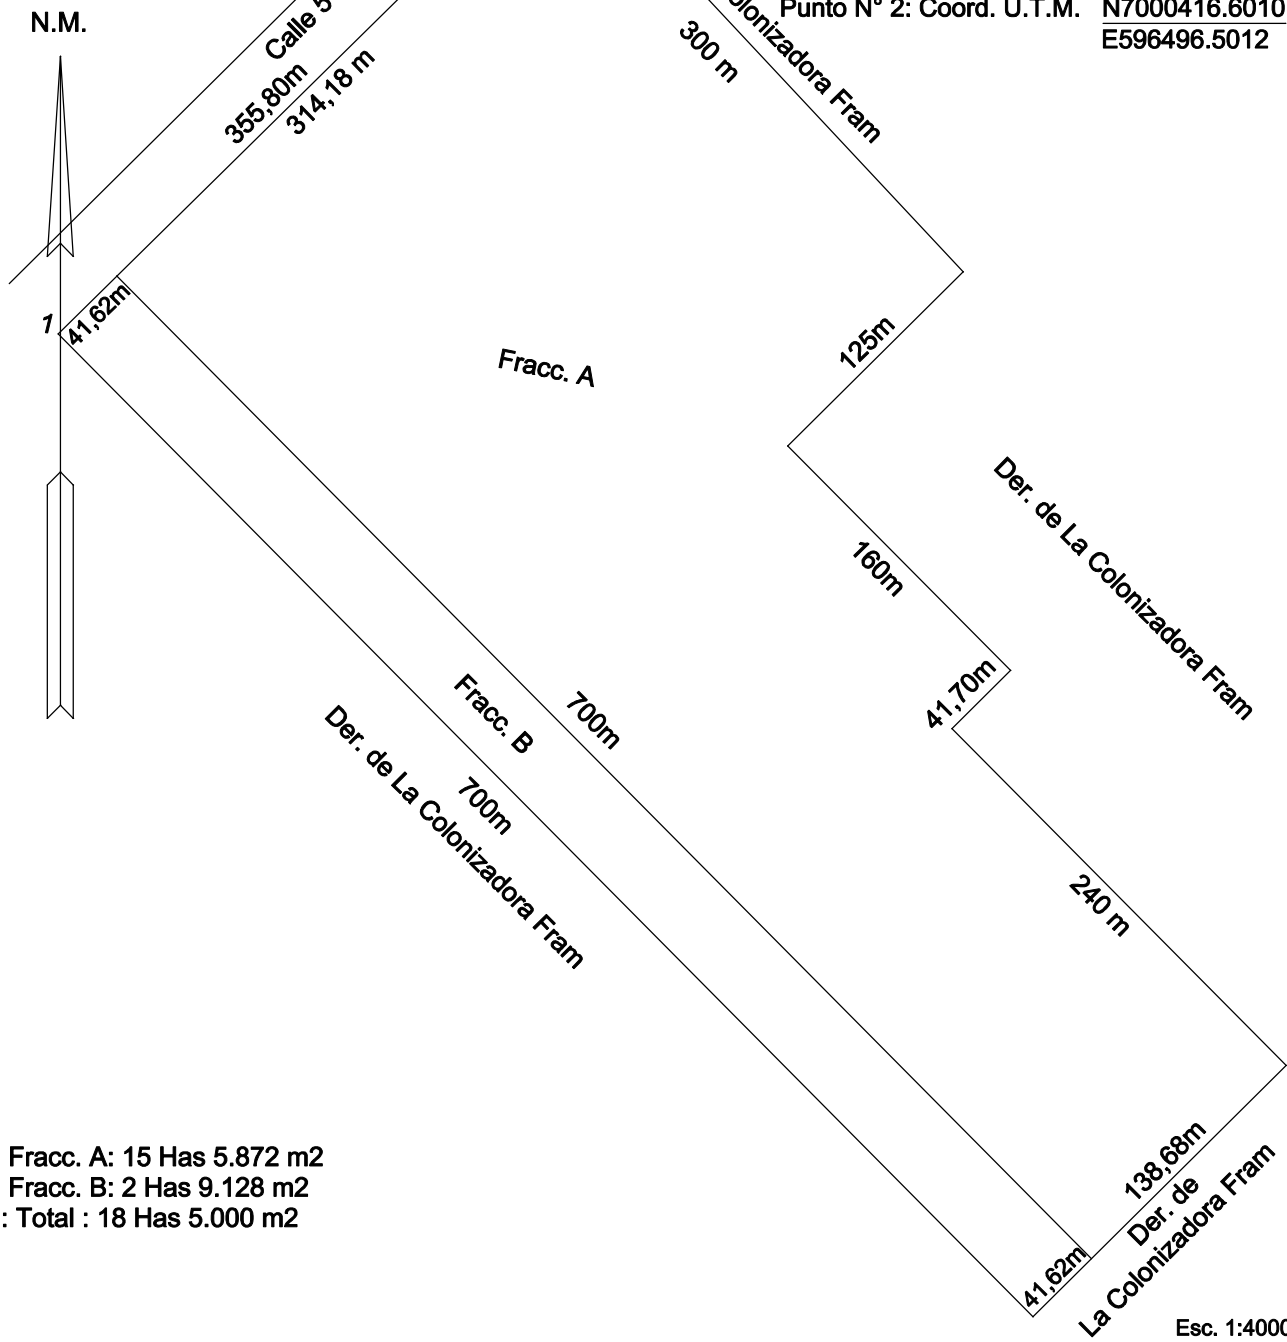 N.M.
Calle 5
Punto N° 2: Coord. U.T.M.
N7000416.6010
E596496.5012
355,80m
314,18 m
300 m
olonizadora Fram
1
41,62m
125m
Fracc. A
Der. de La Colonizadora Fram
160m
41,70m
Fracc. B
700m
Der. de La Colonizadora Fram
700m
240 m
Fracc. A: 15 Has 5.872 m2
Fracc. B: 2 Has 9.128 m2
: Total : 18 Has 5.000 m2
138,68m
Der. de
La Colonizadora Fram
41,62m
Esc. 1:4000